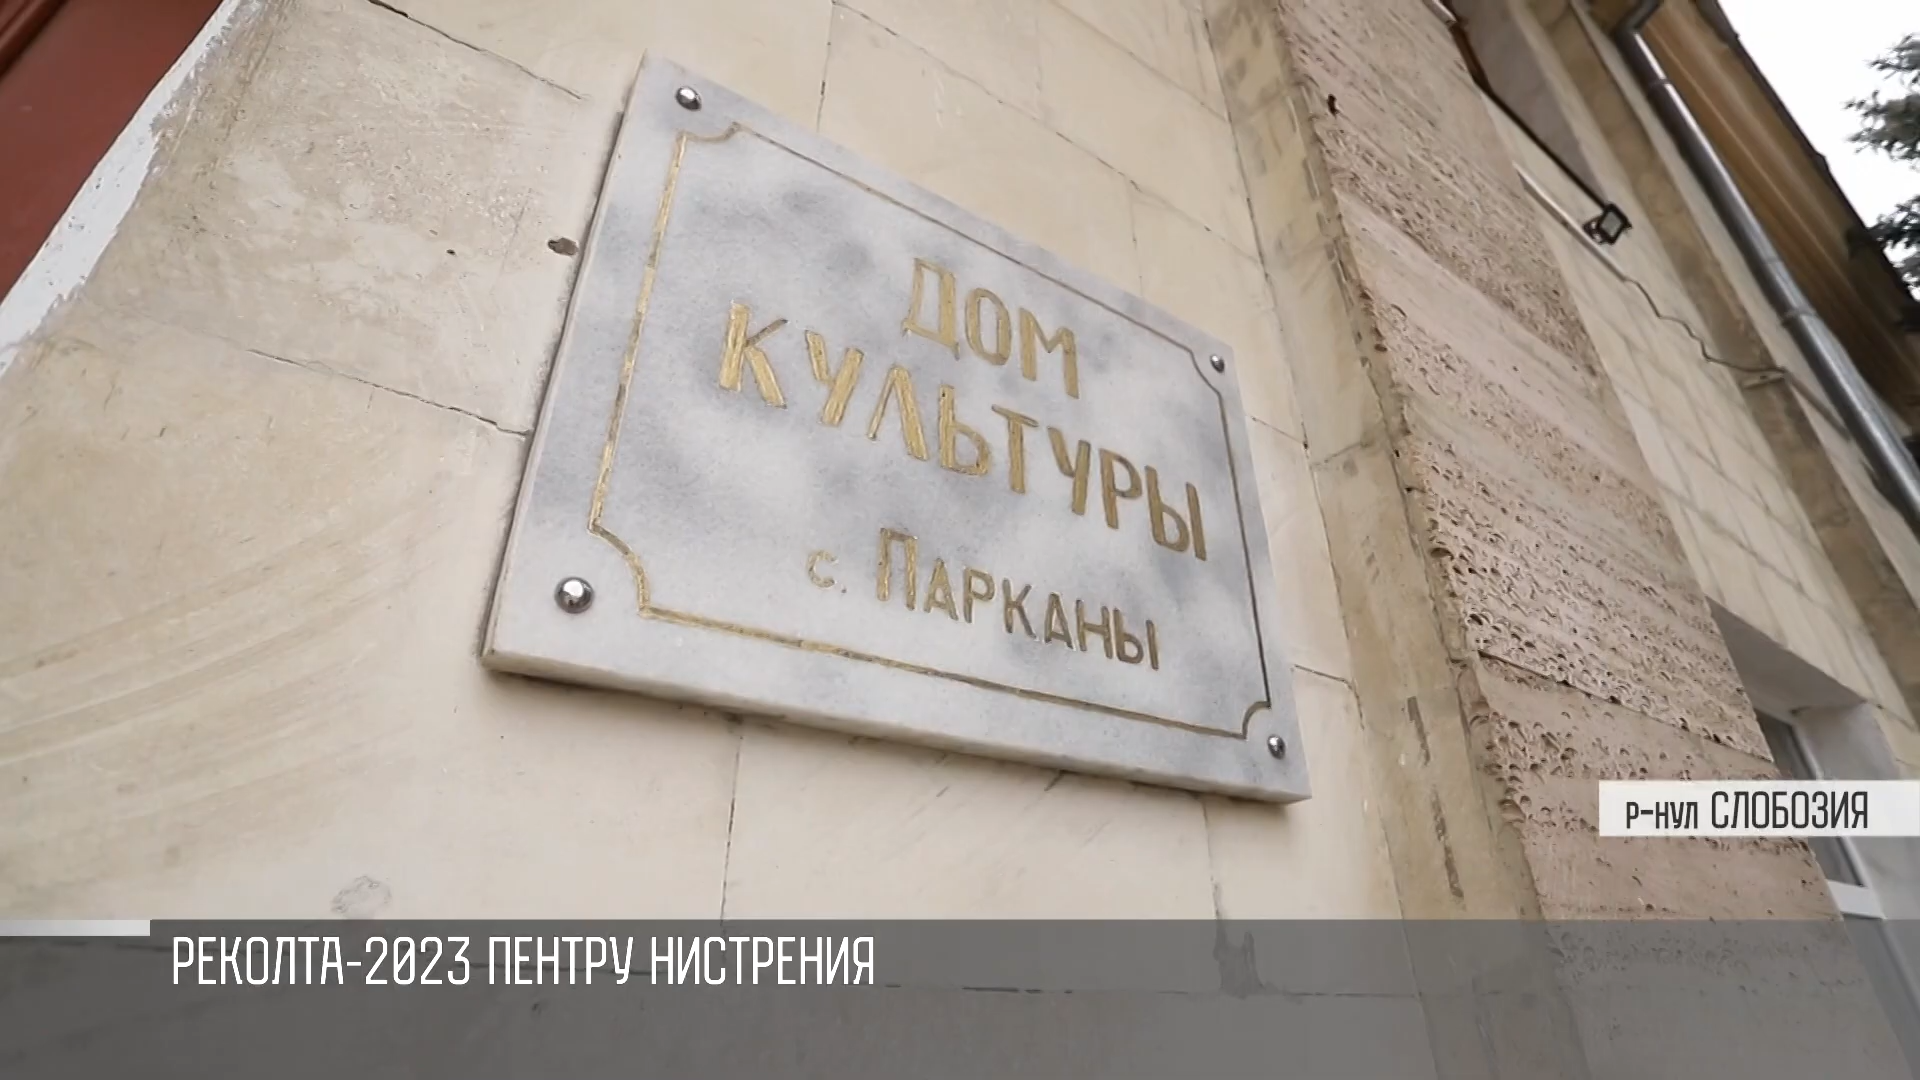 ДОМ
КУЛЬТУРЫ
с. ПАРКАНЫ
Р-НУЛ СЛОБОЗИЯ
РЕКОЛТА-2023 ПЕНТРУ НИСТРЕНИЯ